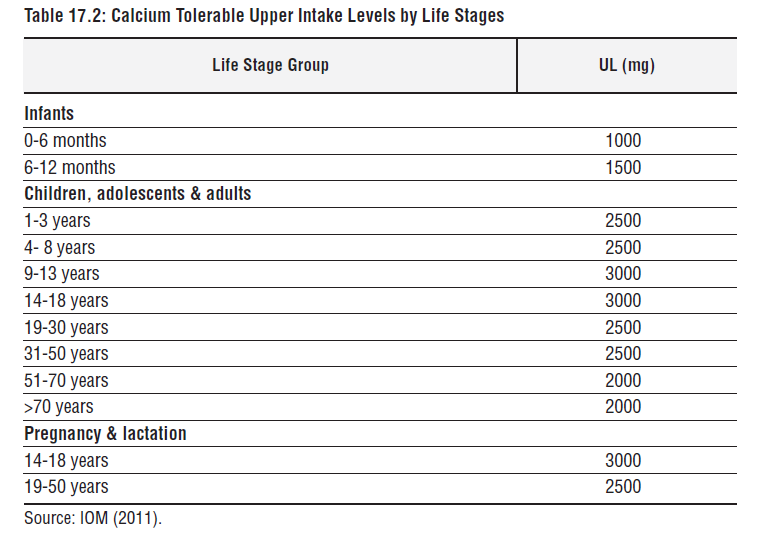 Table 17.2: Calcium Tolerable Upper Intake Levels by Life Stages
Life Stage Group UL (mg)
Infants
0-6 months 1000
6-12 months 1500
Children, adolescents & adults
1-3 years 2500
4- 8 years 2500
9-13 years 3000
14-18 years 3000
19-30 years 2500
31-50 years 2500
51-70 years 2000
>70 years 2000
Pregnancy & lactation
14-18 years 3000
19-50 years 2500
Source: IOM (2011).